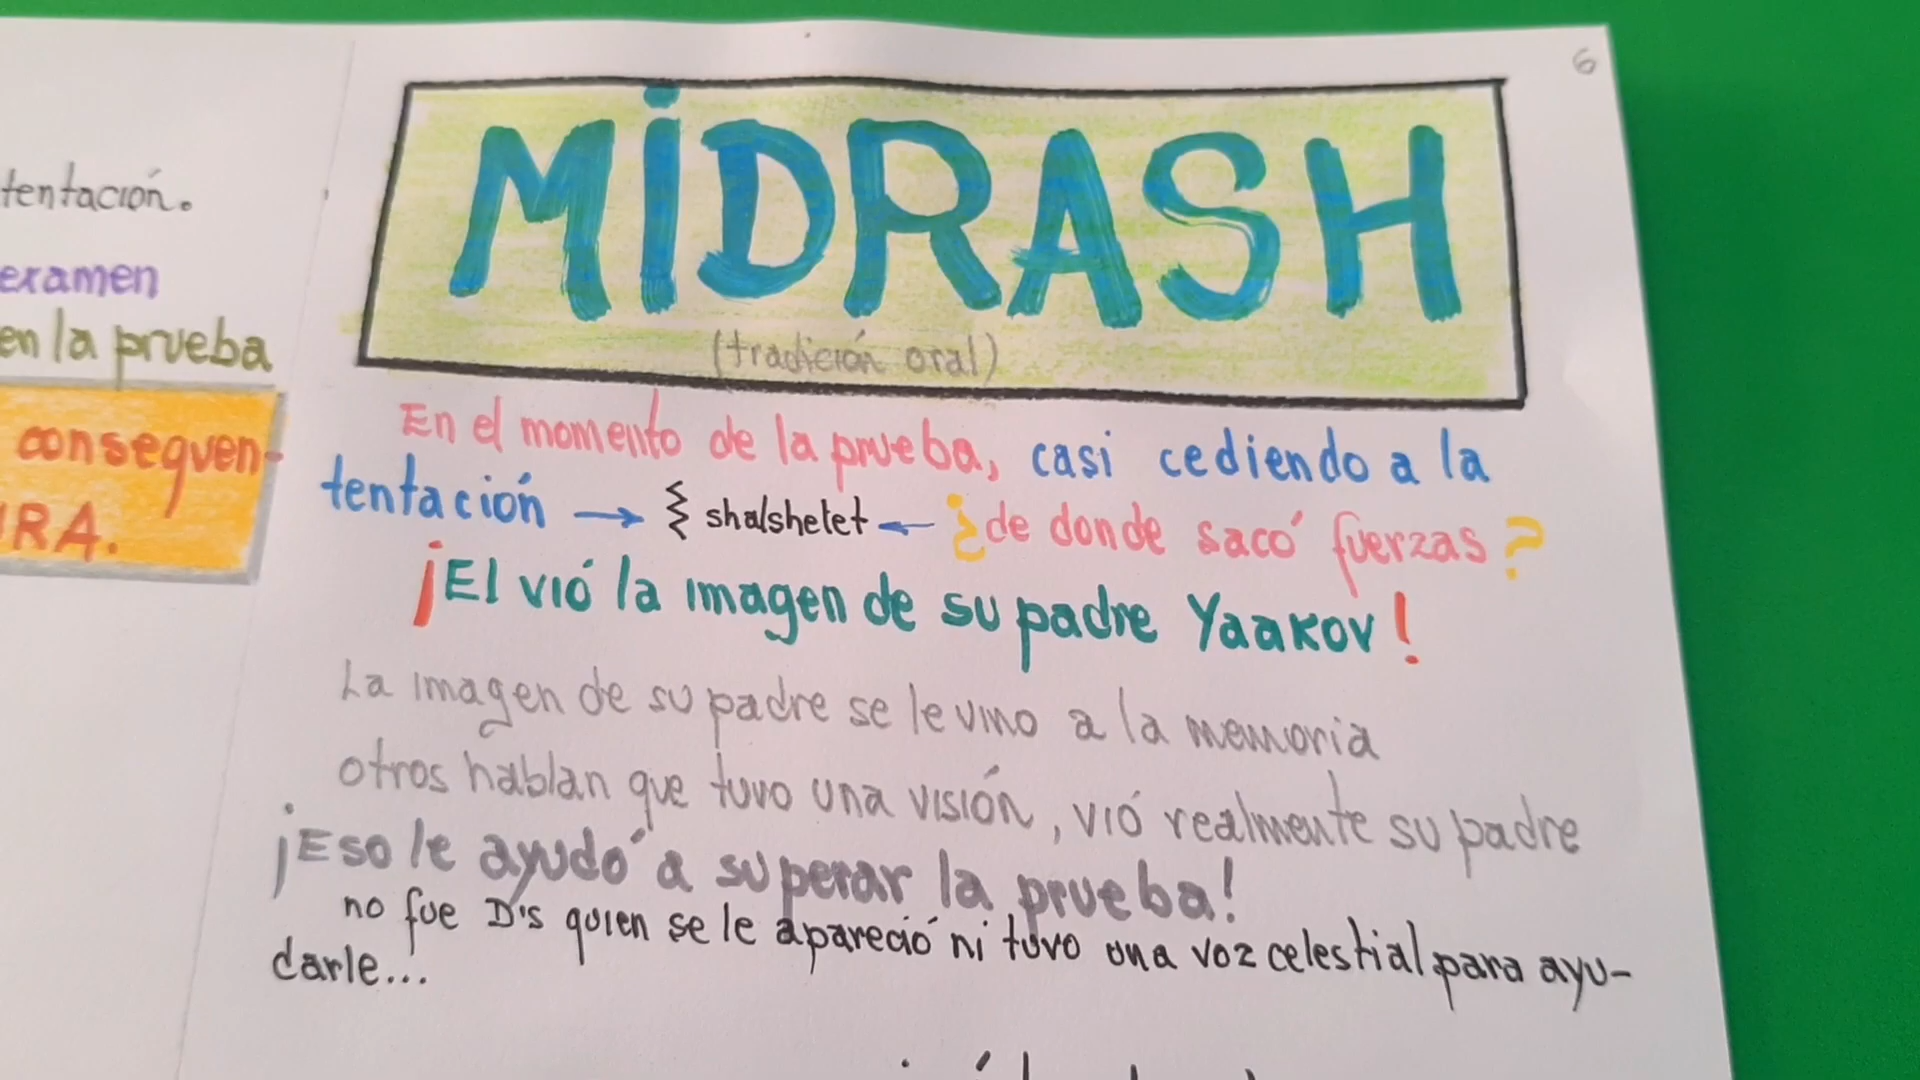 6
tentación.
examen
en la prueba
consequen-
RA.
MiDRASH
(tradición oral)
En el momento de la prueba, casi cediendo a la
tentación → shalshelet ← ¿de donde sacó fuerzas?
¡El vió la imagen de su padre Yaakov!
La imagen de su padre se le vino a la memoria
otros hablan que tuvo una visión, vió realmente su padre
¡Eso le ayudó a superar la prueba!
no fue D's quien se le apareció ni tuvo una voz celestial para ayu-
darle...